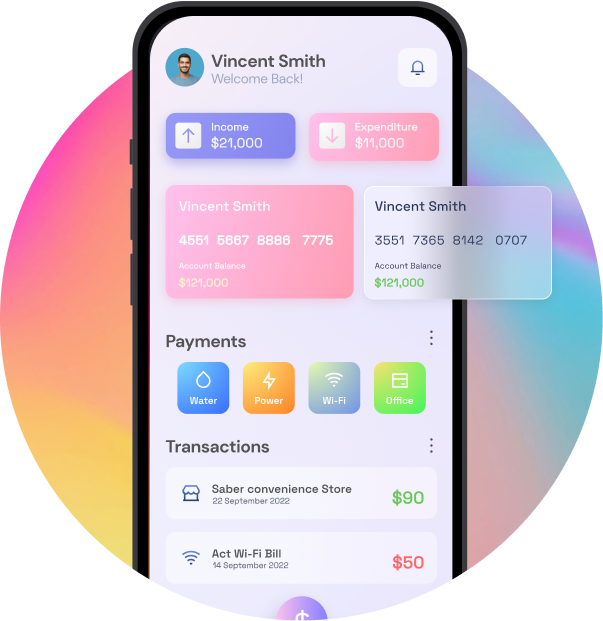 Vincent Smith
Welcome Back!
Income
$21,000
Expenditure
$11,000
Vincent Smith
4551 5667 8886 7775
Account Balance
$121,000
Vincent Smith
3551 7365 8142 0707
Account Balance
$121,000
Payments
Water
Power
Wi-Fi
Office
Transactions
Saber convenience Store
22 September 2022
$90
Act Wi-Fi Bill
14 September 2022
$50
$